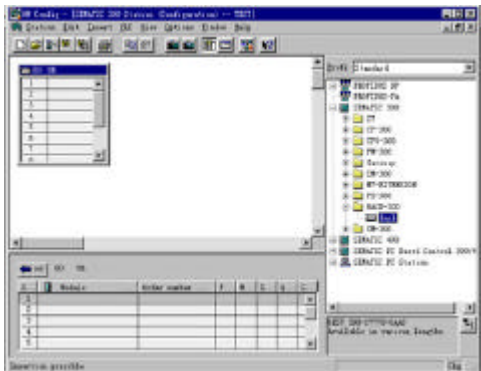 HW Config - [SIMATIC 300 Station (Configuration) -- TEST]
Station Edit Insert PLC View Options Window Help
(0) UR
1
2
3
4
5
6
Profil Standard
PROFIBUS DP
PROFIBUS-PA
SIMATIC 300
C7
CP-300
CPU-300
FM-300
Gateway
IM-300
M7-EXTENSION
PS-300
RACK-300
Rail
SM-300
SIMATIC 400
SIMATIC PC Based Control 300/4
SIMATIC PC Station
(0) UR
S... Module Order number F M I Q C
1
2
3
4
5
Available in various lengths
Insertion possible
Chg